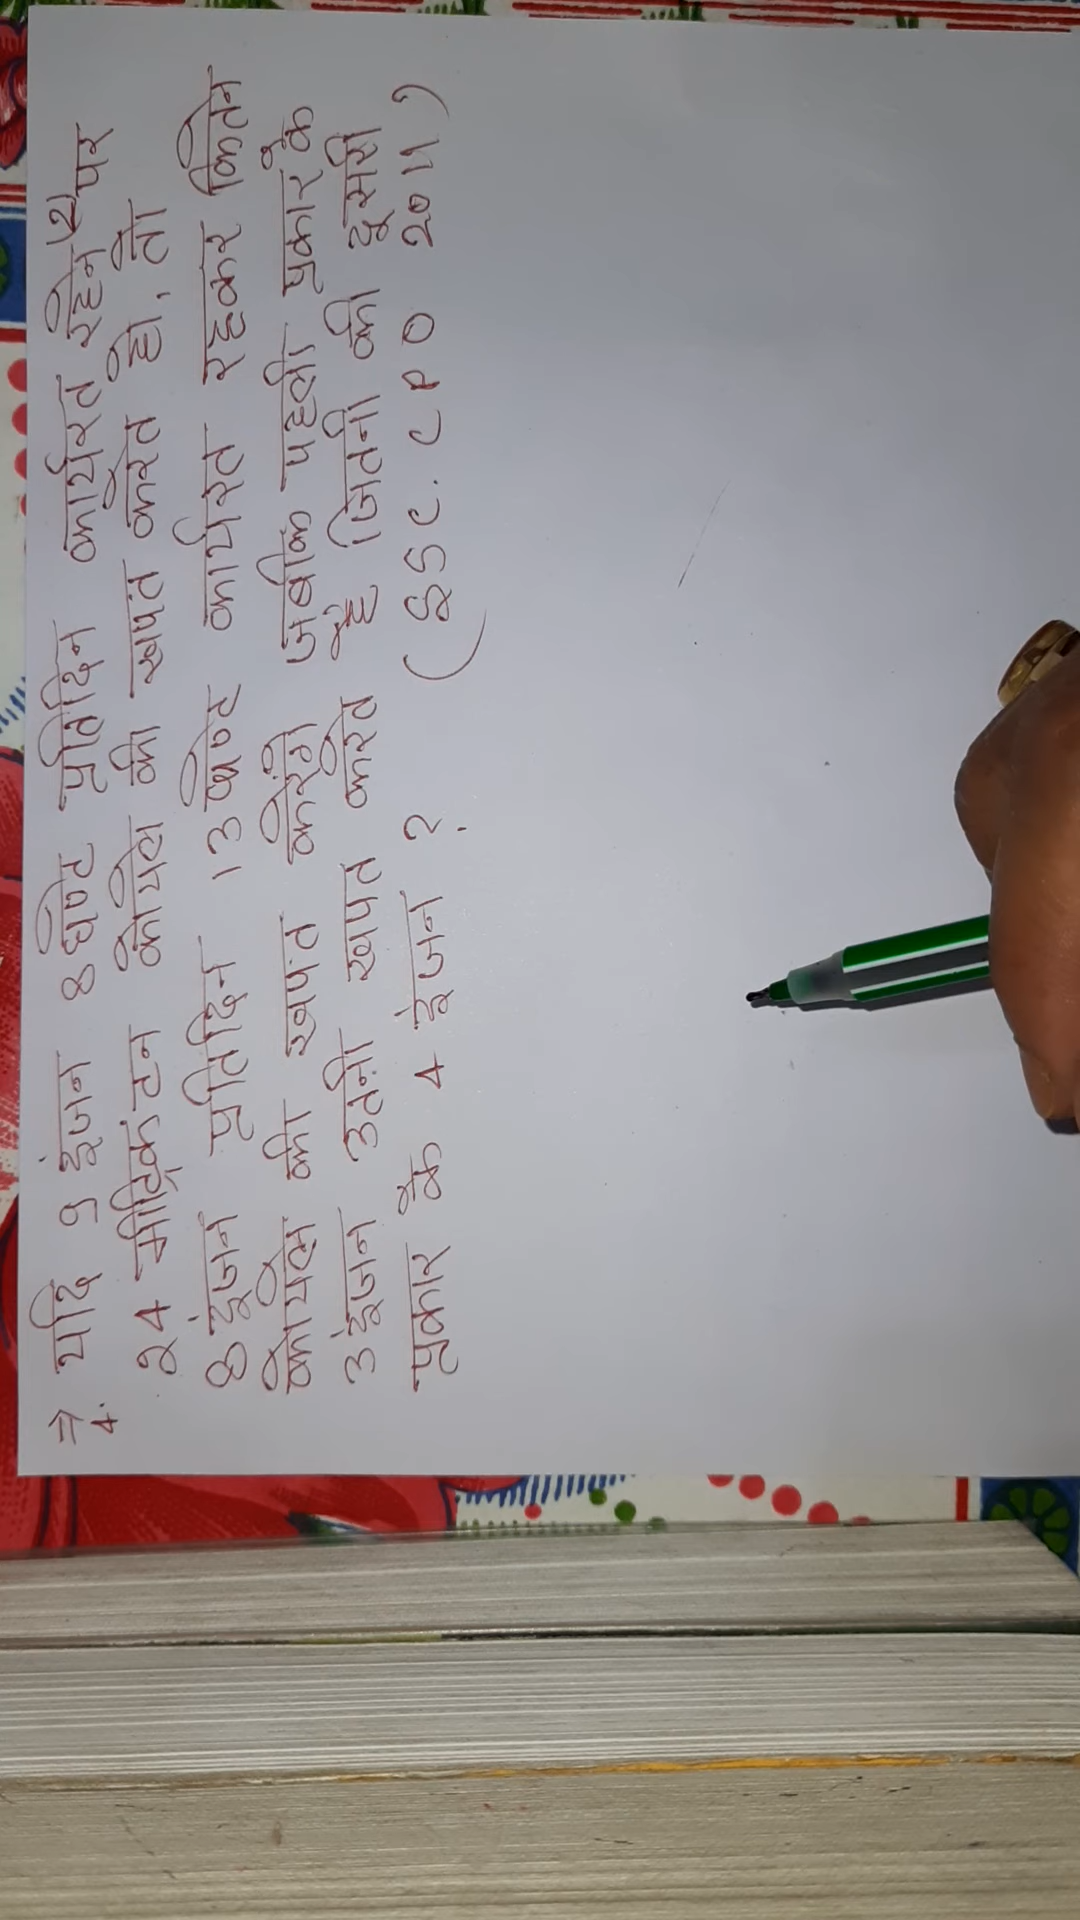 ⇒ यदि 9 इंजन 8 घण्टे प्रतिदिन कार्यरत रहने पर
4. 24 मीट्रिक टन कोयले की खपत करते हो, तो
8 इंजन प्रतिदिन 13 घण्टे कार्यरत रहकर कितने
कोयले की खपत करेंगे जबकि पहली प्रकार के
3 इंजन उतनी खपत करते है जितनी की दूसरी
प्रकार के 4 इंजन ? (SSC. CPO 2011)